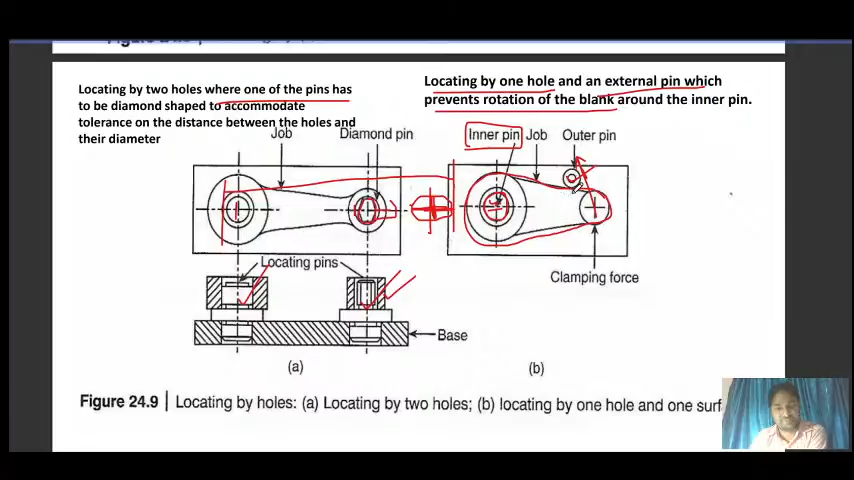 Locating by two holes where one of the pins has
to be diamond shaped to accommodate
tolerance on the distance between the holes and
their diameter
Locating by one hole and an external pin which
prevents rotation of the blank around the inner pin.
Job
Diamond pin
Inner pin
Job
Outer pin
Locating pins
Clamping force
Base
(a)
(b)
Figure 24.9 | Locating by holes: (a) Locating by two holes; (b) locating by one hole and one surf